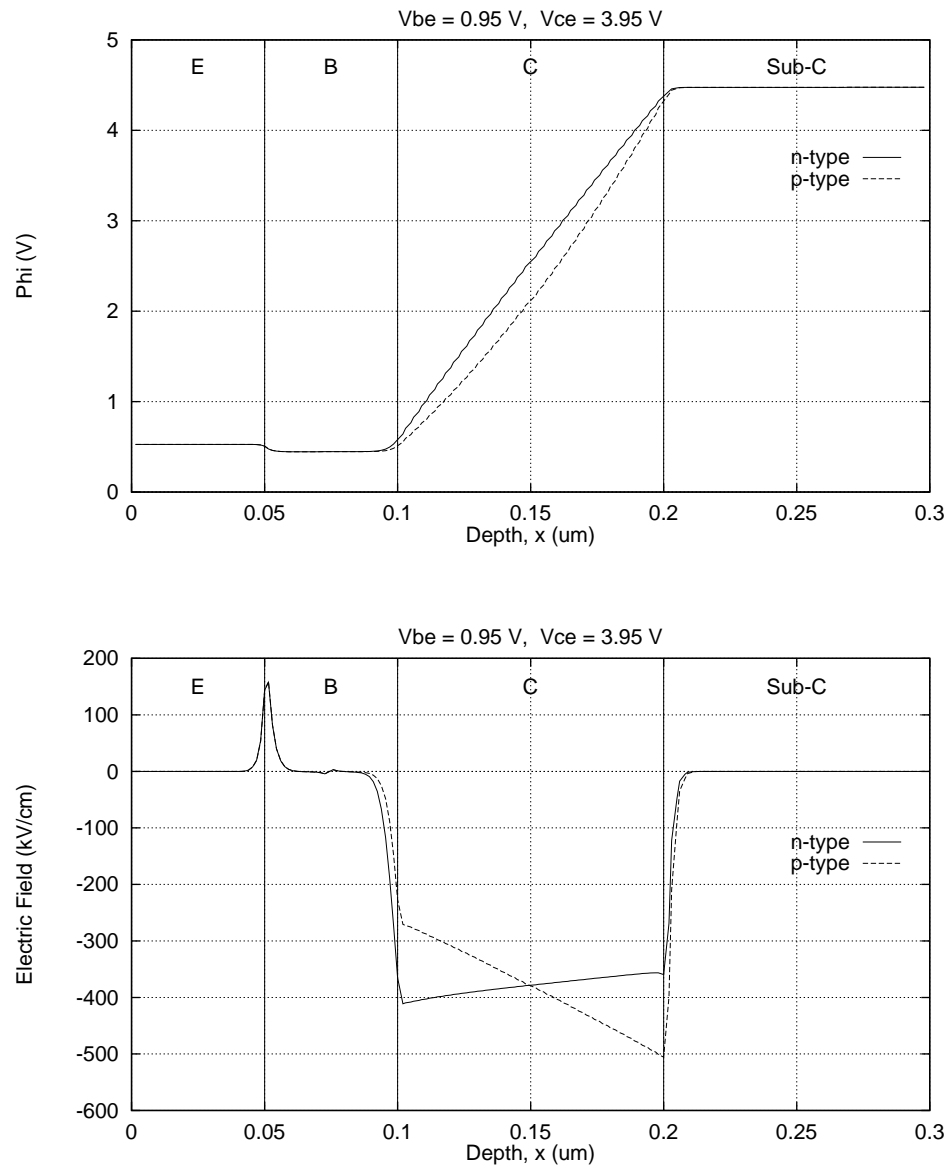 Vbe = 0.95 V,  Vce = 3.95 V
5
E B C Sub-C
4
n-type
p-type
3
Phi (V)
2
1
0
0 0.05 0.1 0.15 0.2 0.25 0.3
Depth, x (um)
Vbe = 0.95 V,  Vce = 3.95 V
200
E B C Sub-C
100
0
-100
n-type
p-type
Electric Field (kV/cm)
-200
-300
-400
-500
-600
0 0.05 0.1 0.15 0.2 0.25 0.3
Depth, x (um)